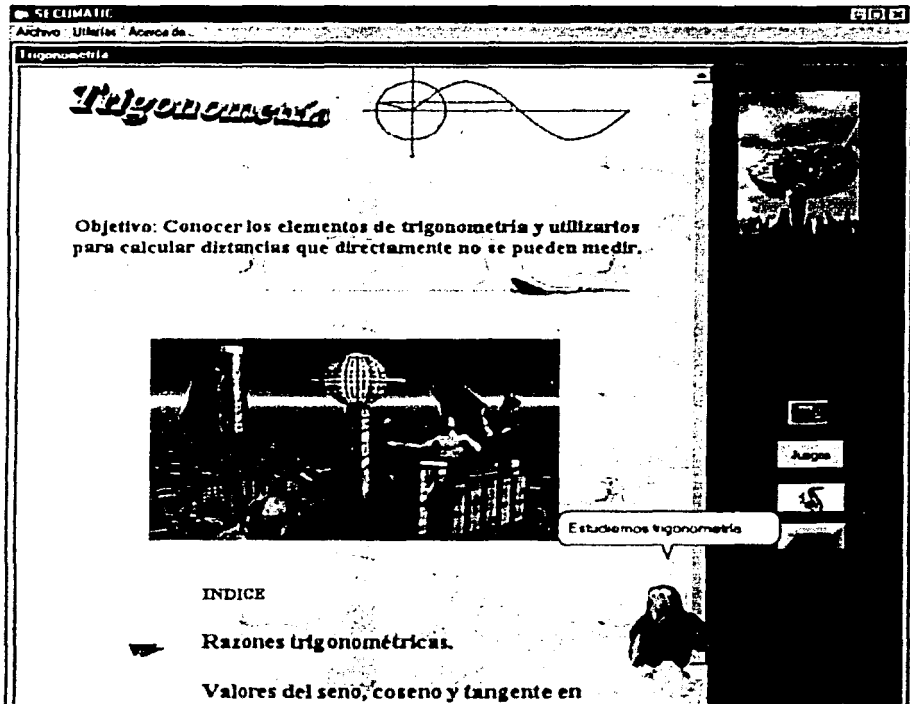 SECUMATIC
Archivo Utilerías Acerca de...
Trigonometría
Trigonometría
Objetivo: Conocer los elementos de trigonometría y utilizarlos
para calcular distancias que directamente no se pueden medir.
Juegos
Estudiemos trigonometría
INDICE
Razones trigonométricas.
Valores del seno, coseno y tangente en